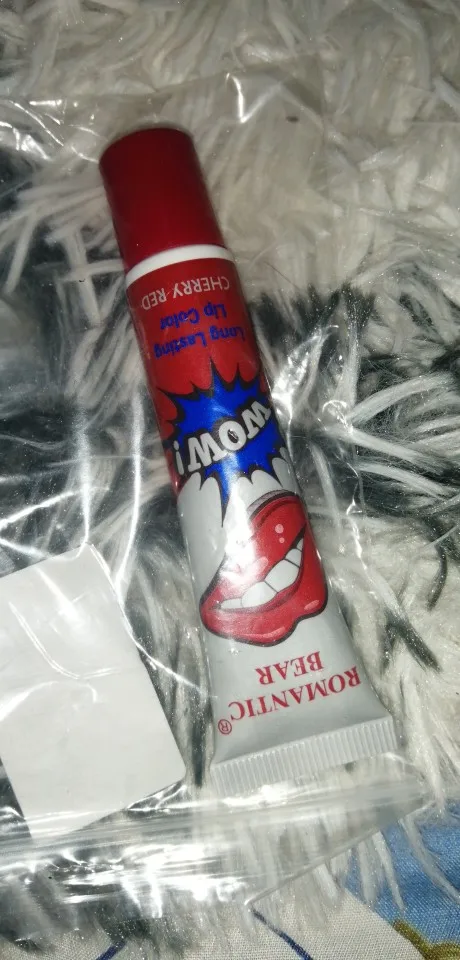 ROMANTIC®
BEAR
WOW!
Long Lasting
Lip Color
CHERRY RED